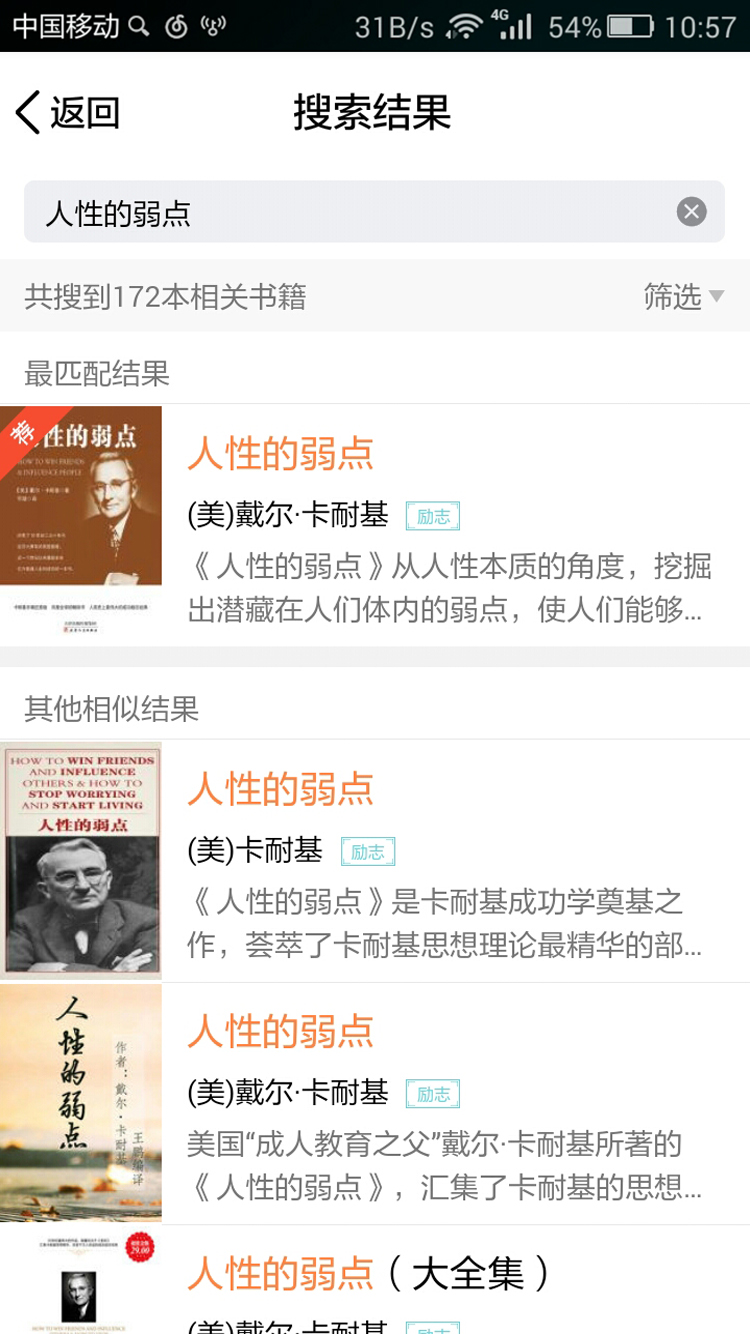 中国移动 31B/s 4G 54% 10:57
返回 搜索结果
人性的弱点
共搜到172本相关书籍 筛选
最匹配结果
荐
性的弱点
HOW TO WIN FRIENDS
& INFLUENCE PEOPLE
人性的弱点
(美)戴尔·卡耐基 励志
《人性的弱点》从人性本质的角度，挖掘
出潜藏在人们体内的弱点，使人们能够...
其他相似结果
HOW TO WIN FRIENDS
AND INFLUENCE
OTHERS & HOW TO
STOP WORRYING
AND START LIVING
人性的弱点
人性的弱点
(美)卡耐基 励志
《人性的弱点》是卡耐基成功学奠基之
作，荟萃了卡耐基思想理论最精华的部...
人性的弱点
作者：戴尔·卡耐基
王鹏编译
人性的弱点
(美)戴尔·卡耐基 励志
美国“成人教育之父”戴尔·卡耐基所著的
《人性的弱点》，汇集了卡耐基的思想...
29.00
HOW TO WIN FRIENDS AND INFLUENCE
人性的弱点（大全集）
(美)戴尔·卡耐基 励志